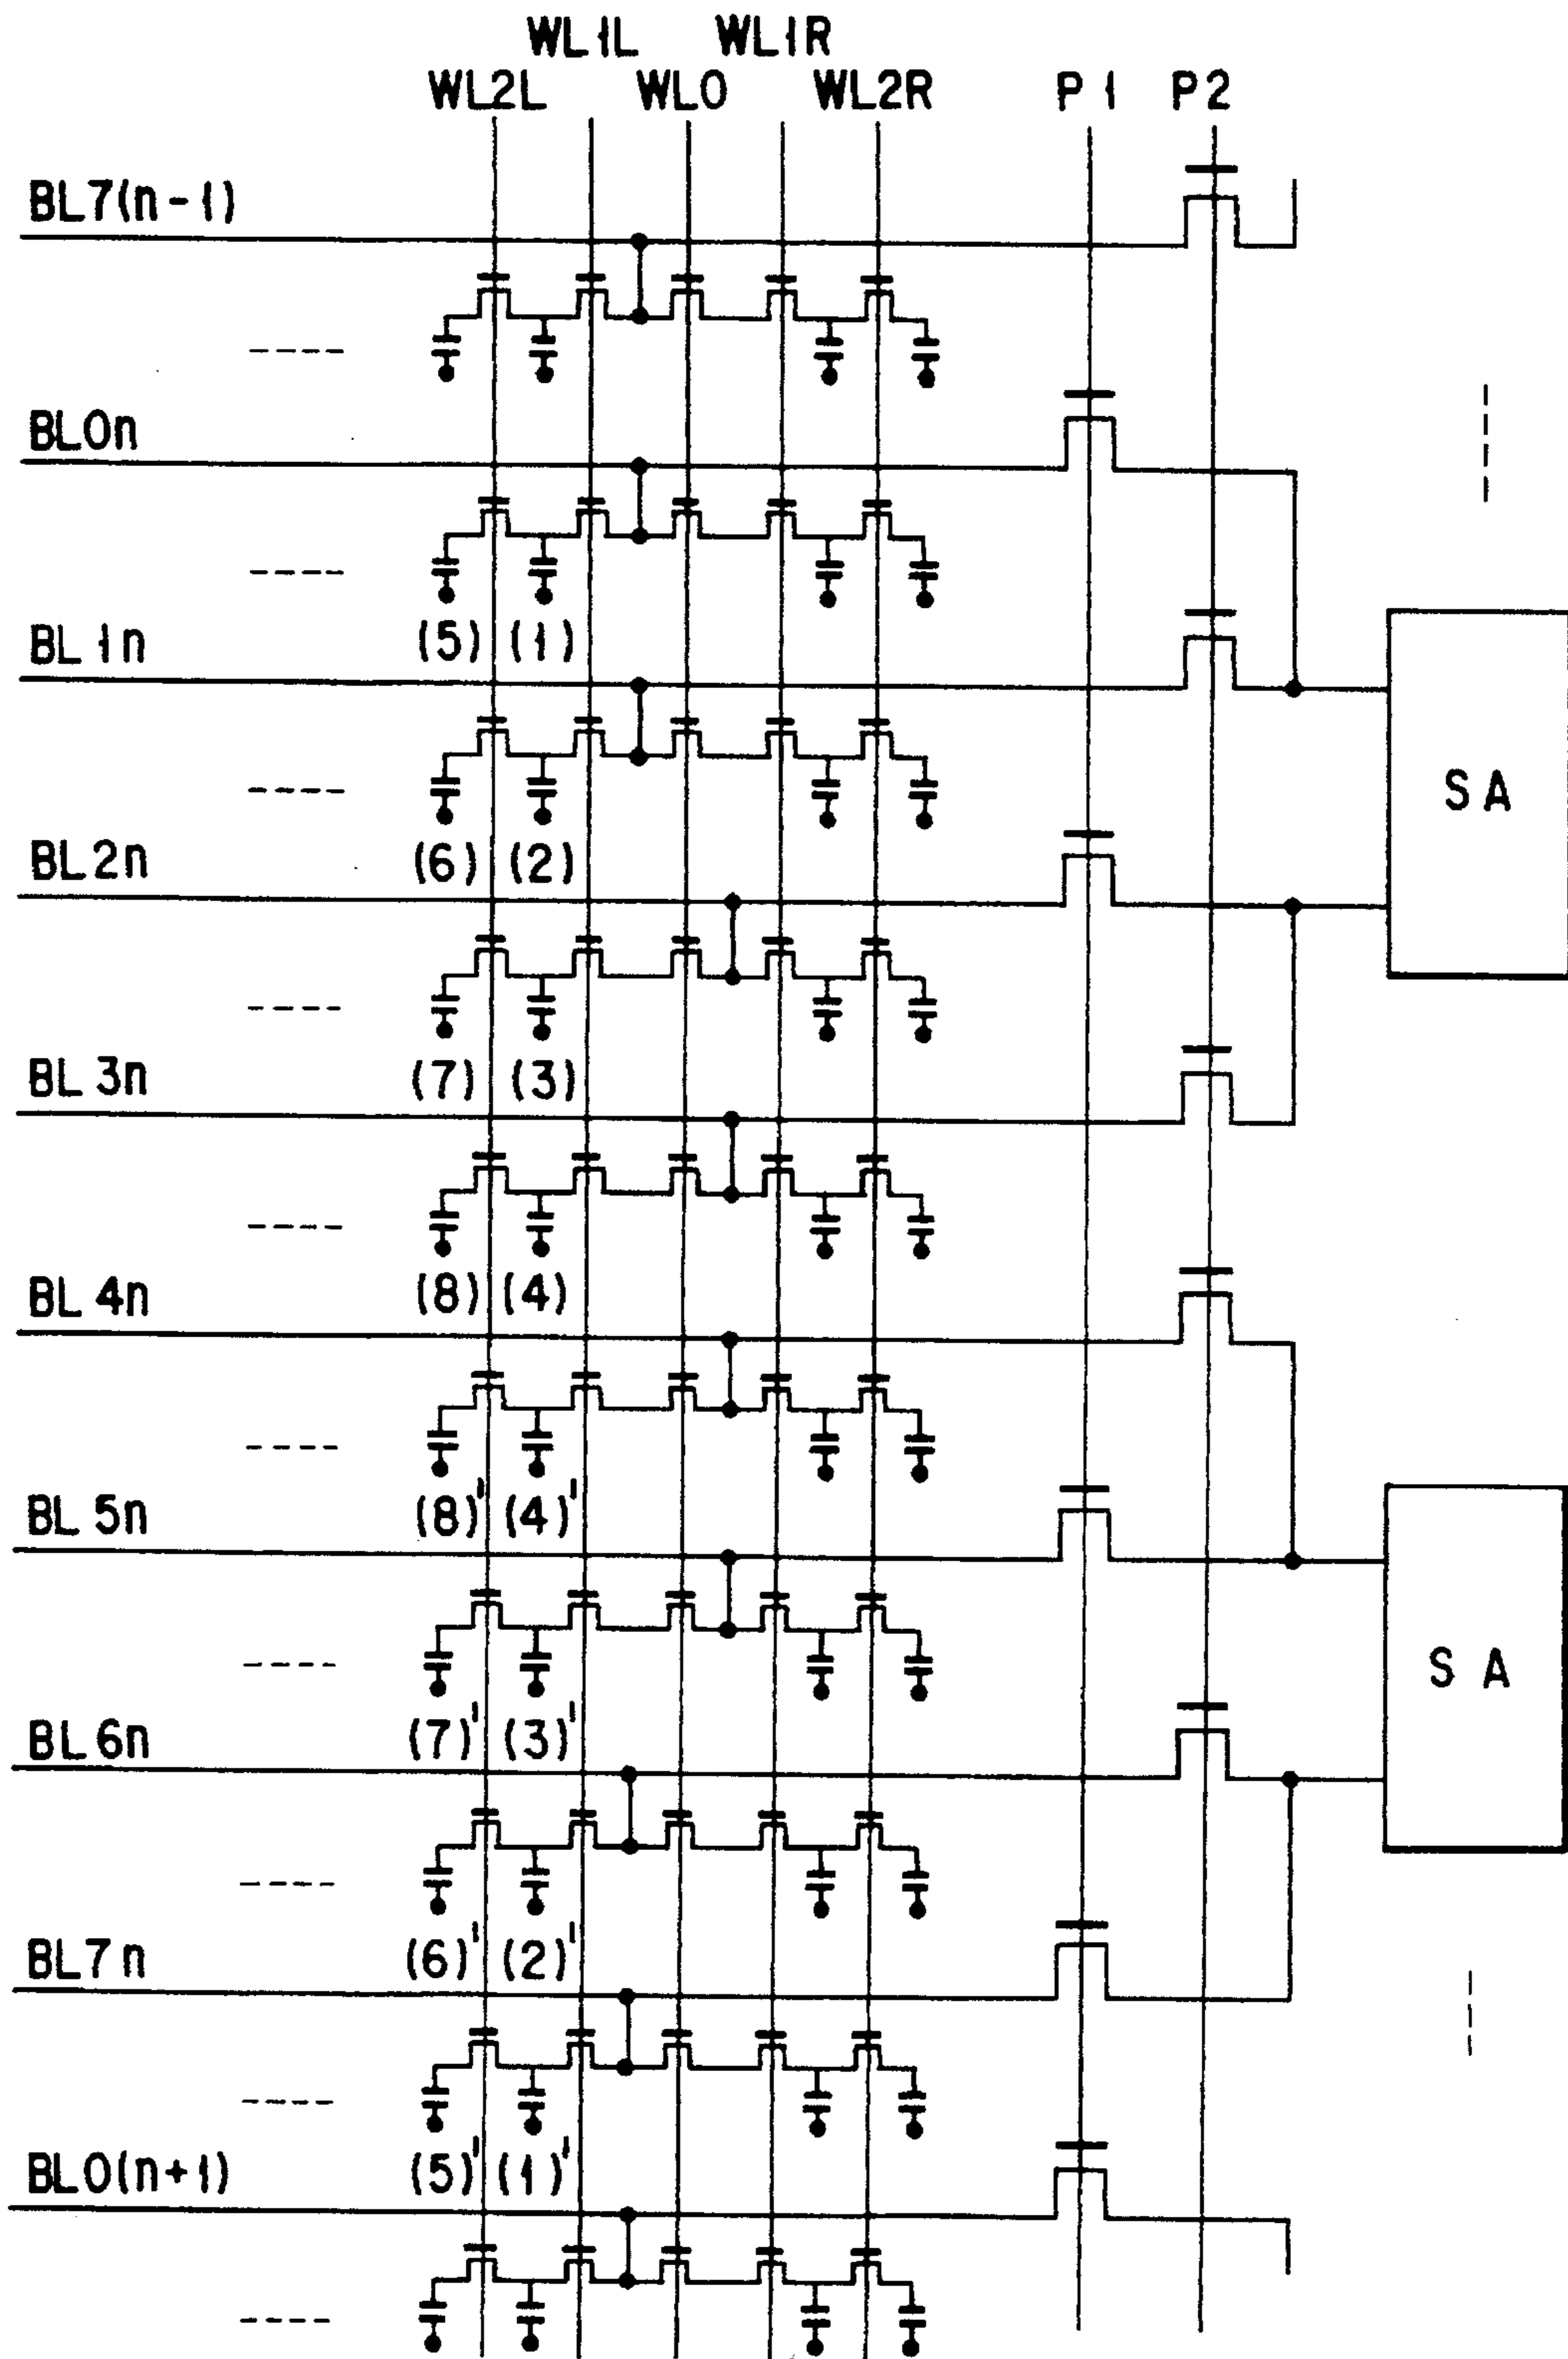 WL1L WL1R
WL2L WL0 WL2R P1 P2
BL7(n-1)
BL0n
(5) (1)
BL1n
SA
(6) (2)
BL2n
(7) (3)
BL3n
(8) (4)
BL4n
(8)' (4)'
BL5n
SA
(7)' (3)'
BL6n
(6)' (2)'
BL7n
(5)' (1)'
BL0(n+1)